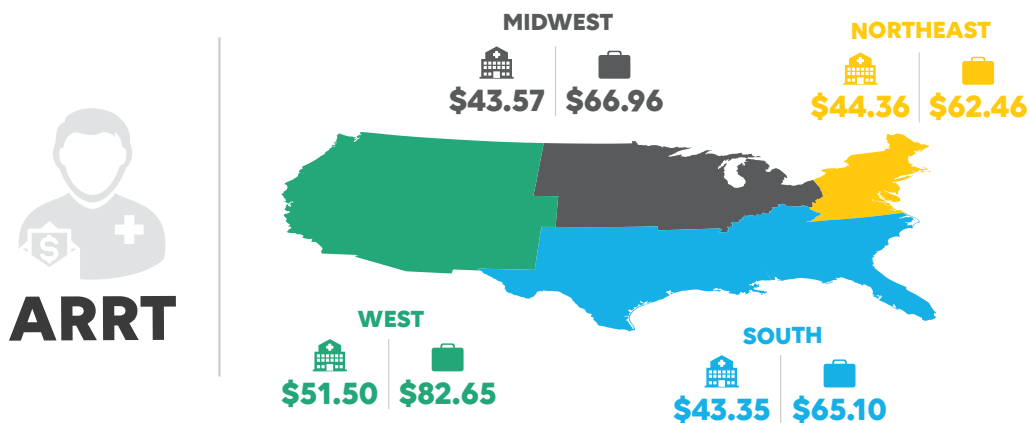 MIDWEST
$43.57 $66.96
NORTHEAST
$44.36 $62.46
$
ARRT
WEST
$51.50 $82.65
SOUTH
$43.35 $65.10